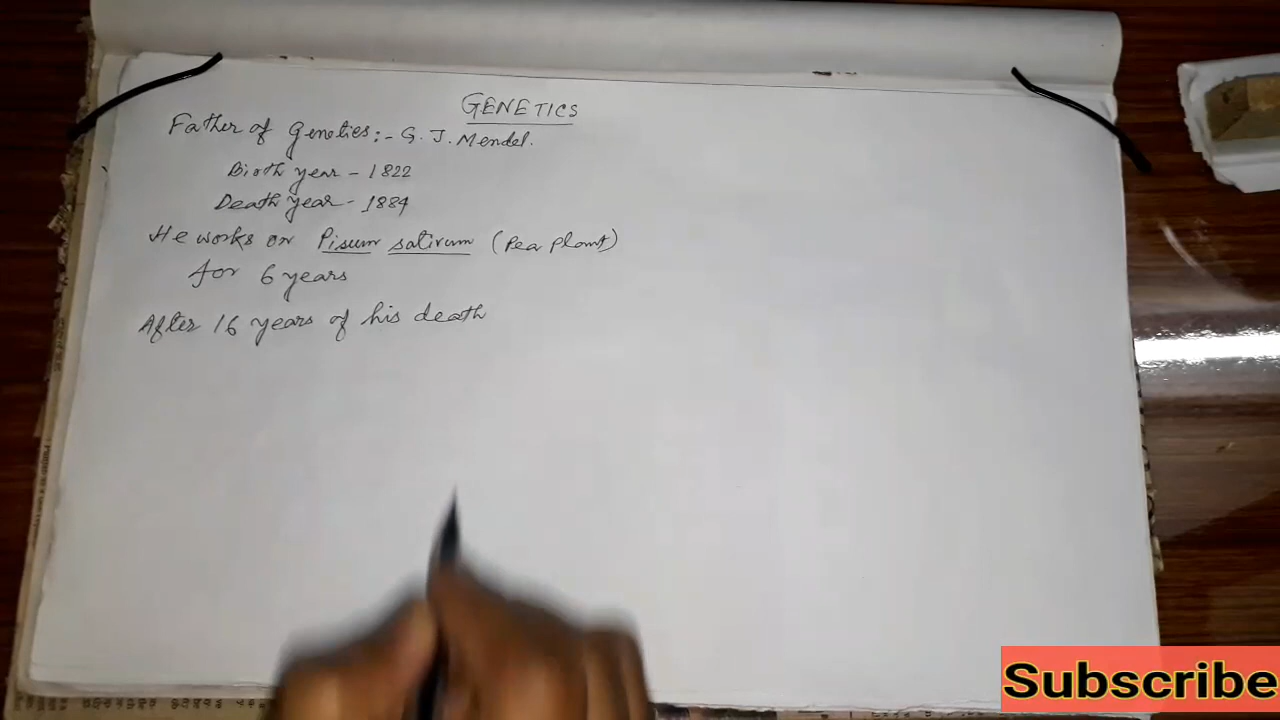 GENETICS
Father of Genetics:- G. J. Mendel.
Birth year - 1822
Death year - 1884
He works on Pisum sativum (Pea plant)
for 6 years
After 16 years of his death
Subscribe